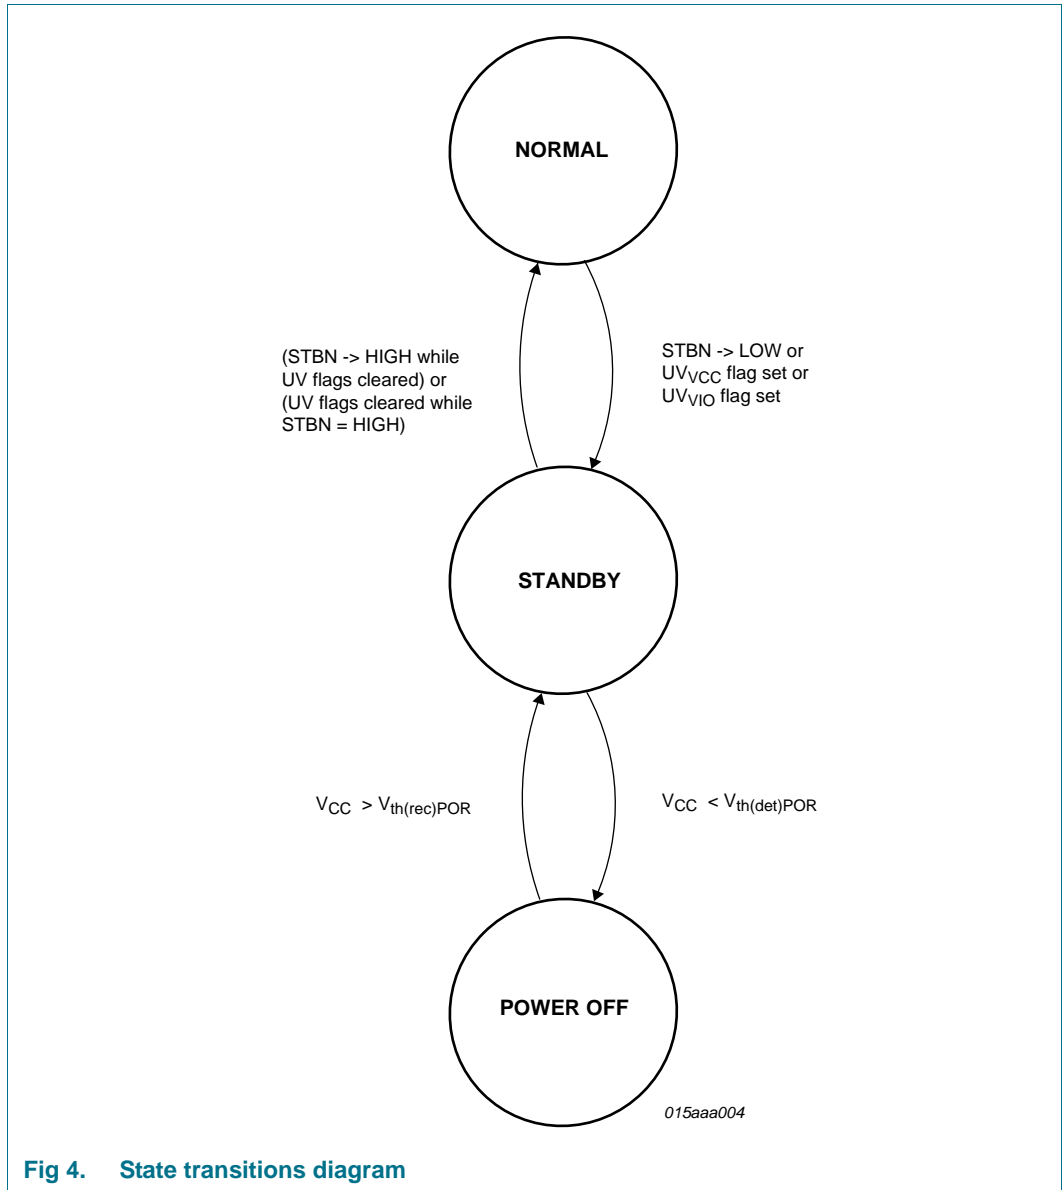 NORMAL
(STBN -> HIGH while
UV flags cleared) or
(UV flags cleared while
STBN = HIGH)
STBN -> LOW or
UVVCC flag set or
UVVIO flag set
STANDBY
VCC > Vth(rec)POR
VCC < Vth(det)POR
POWER OFF
015aaa004
Fig 4. State transitions diagram